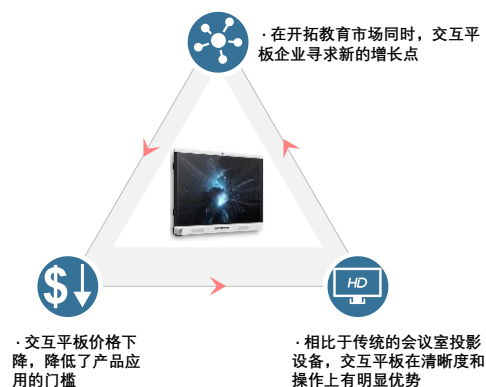 ·在开拓教育市场同时，交互平
板企业寻求新的增长点
$
HD
·交互平板价格下
降，降低了产品应
用的门槛
·相比于传统的会议室投影
设备，交互平板在清晰度和
操作上有明显优势